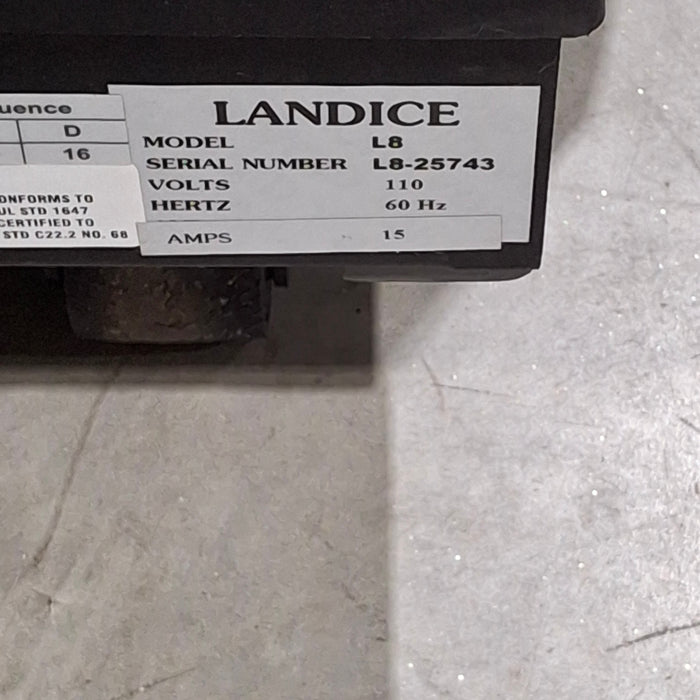 uence
D
16
ONFORMS TO
UL STD 1647
CERTIFIED TO
STD C22.2 NO. 68
LANDICE
MODEL L8
SERIAL NUMBER L8-25743
VOLTS 110
HERTZ 60 Hz
AMPS 15